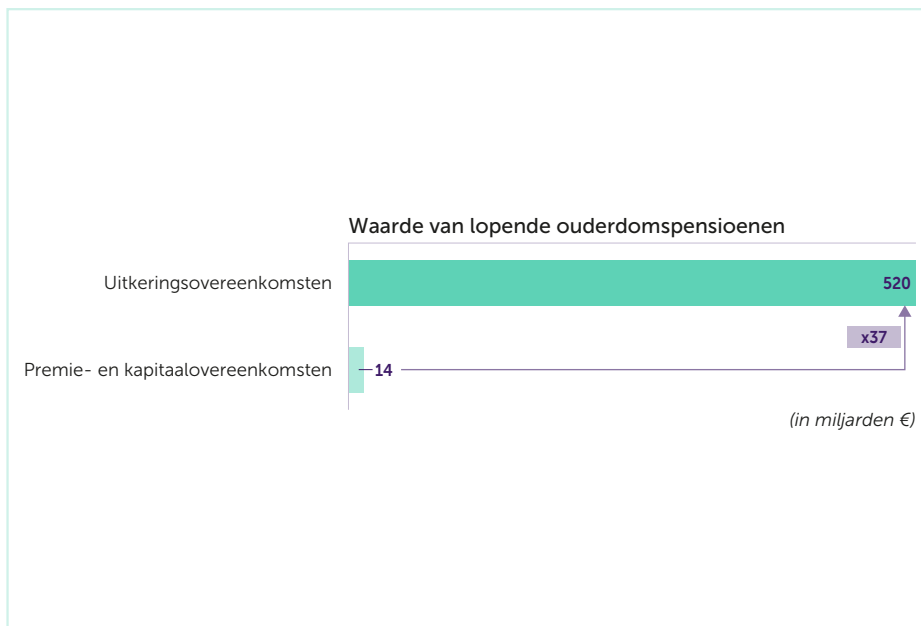 Waarde van lopende ouderdomspensioenen
Uitkeringsovereenkomsten
520
x37
Premie- en kapitaalovereenkomsten
14
(in miljarden €)